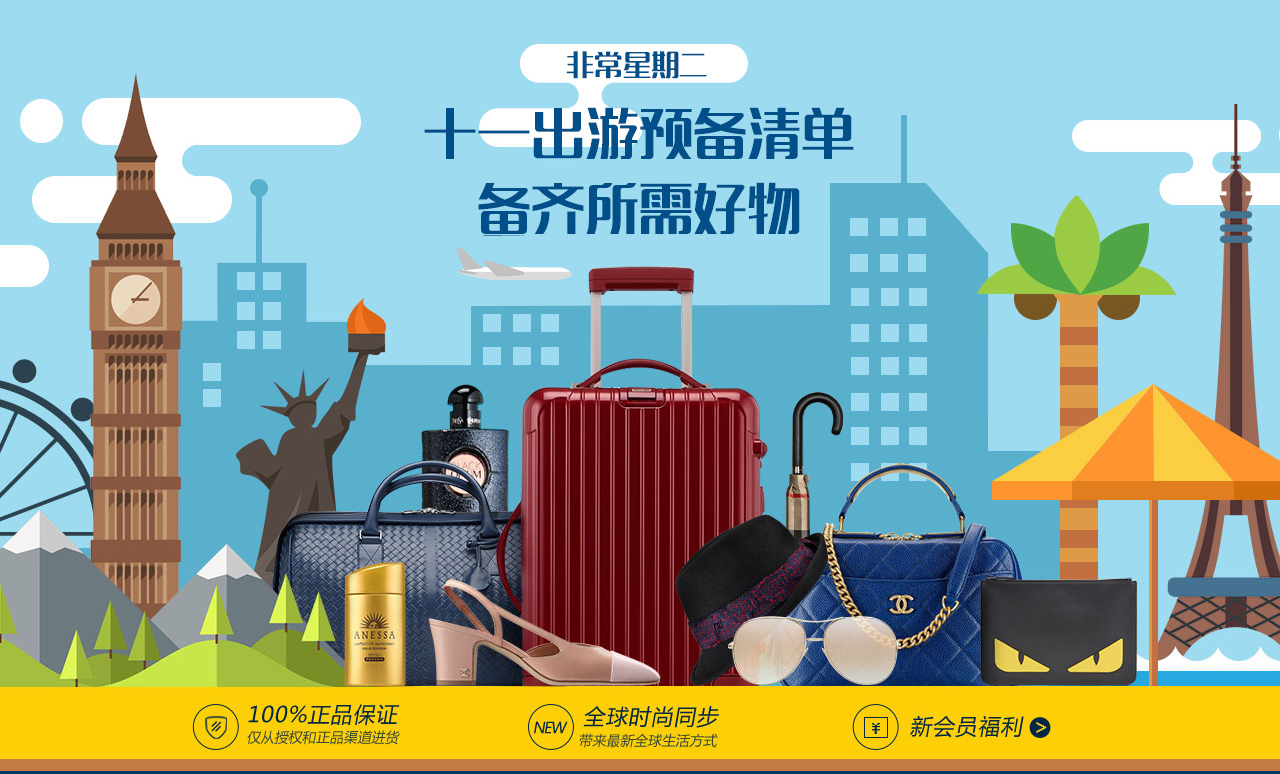 非常星期二
十一出游预备清单
备齐所需好物
BLACK
ANESSA
100%正品保证
仅从授权和正品渠道进货
NEW
全球时尚同步
带来最新全球生活方式
¥
新会员福利